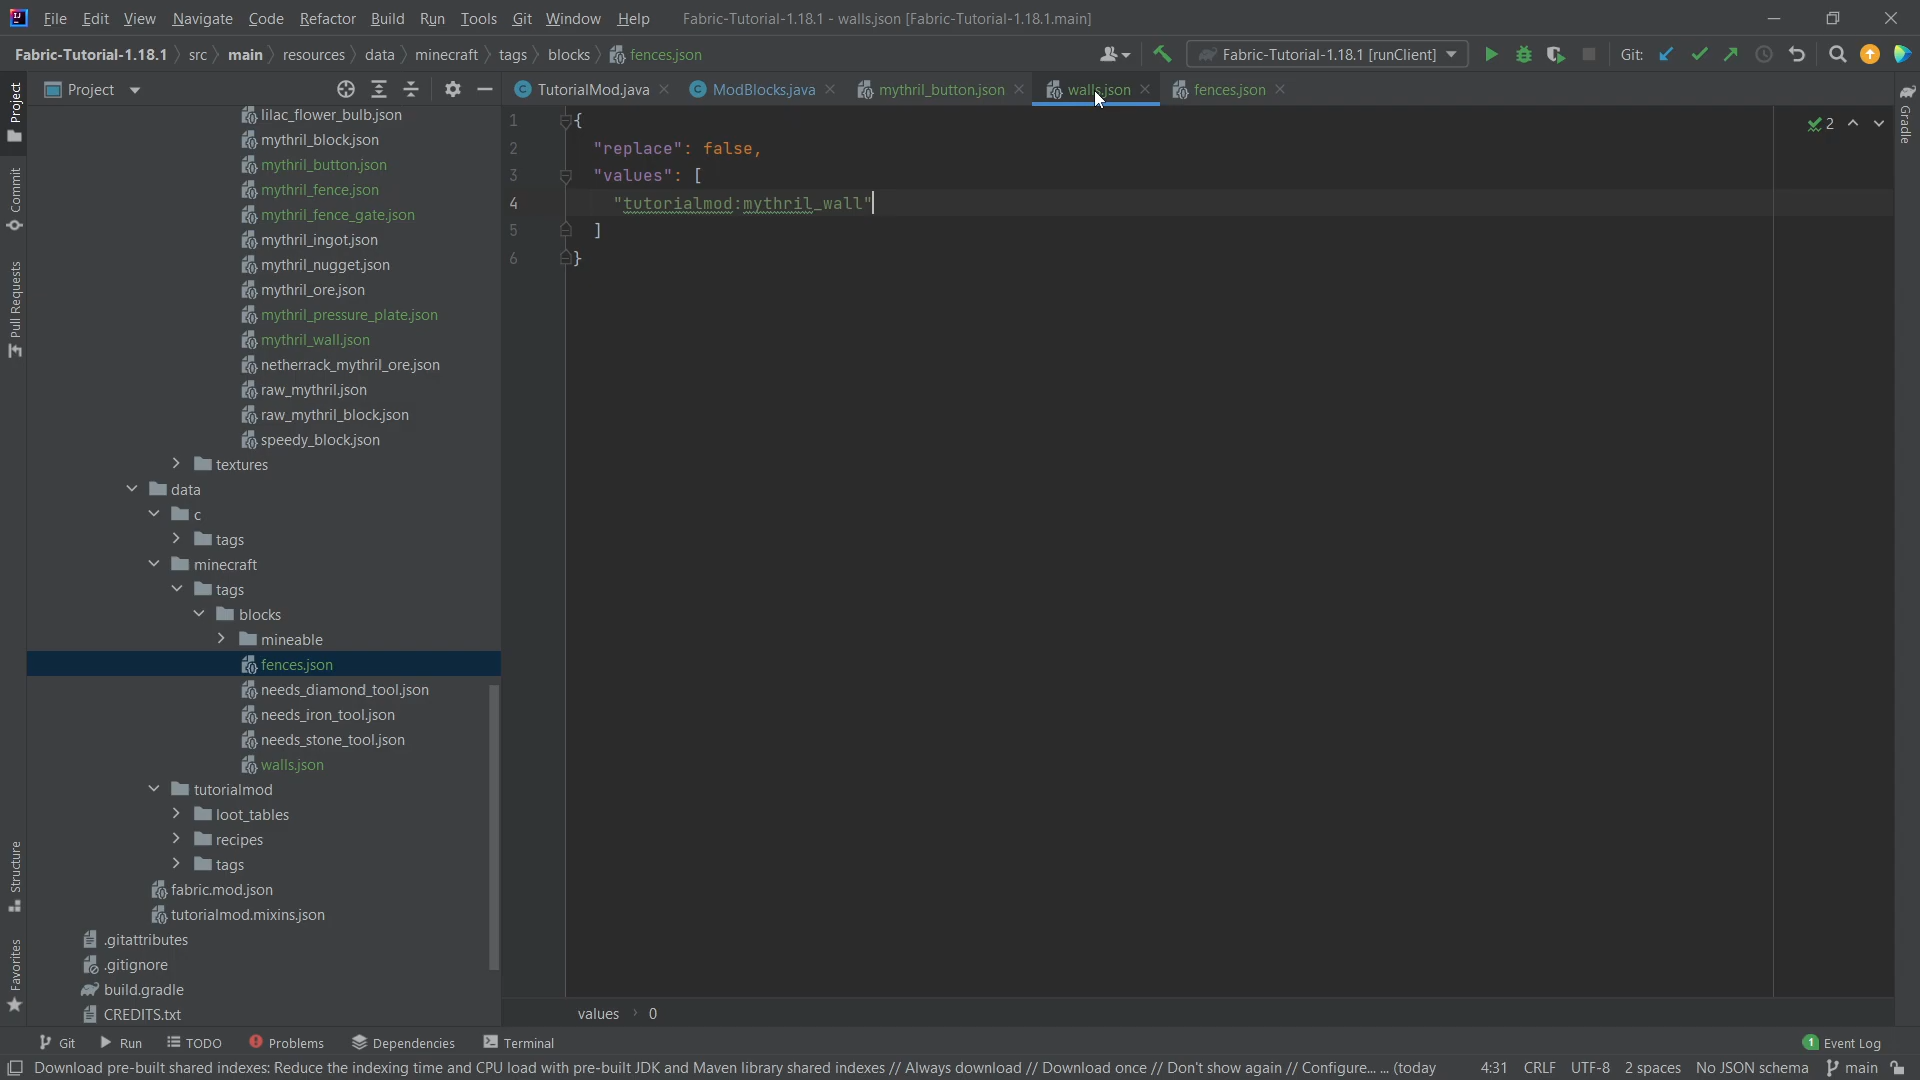 File Edit View Navigate Code Refactor Build Run Tools Git Window Help Fabric-Tutorial-1.18.1 - walls.json [Fabric-Tutorial-1.18.1.main]
Fabric-Tutorial-1.18.1 src main resources data minecraft tags blocks fences.json Fabric-Tutorial-1.18.1 [runClient] Git:
Project TutorialMod.java ModBlocks.java mythril_button.json walls.json fences.json
Project
Commit
Pull Requests
Structure
Favorites
lilac_flower_bulb.json
mythril_block.json
mythril_button.json
mythril_fence.json
mythril_fence_gate.json
mythril_ingot.json
mythril_nugget.json
mythril_ore.json
mythril_pressure_plate.json
mythril_wall.json
netherrack_mythril_ore.json
raw_mythril.json
raw_mythril_block.json
speedy_block.json
textures
data
c
tags
minecraft
tags
blocks
mineable
fences.json
needs_diamond_tool.json
needs_iron_tool.json
needs_stone_tool.json
walls.json
tutorialmod
loot_tables
recipes
tags
fabric.mod.json
tutorialmod.mixins.json
.gitattributes
.gitignore
build.gradle
CREDITS.txt
1 {
2 "replace": false,
3 "values": [
4 "tutorialmod:mythril_wall"
5 ]
6 }
2
Gradle
values 0
Git Run TODO Problems Dependencies Terminal 1 Event Log
Download pre-built shared indexes: Reduce the indexing time and CPU load with pre-built JDK and Maven library shared indexes // Always download // Download once // Don't show again // Configure... ... (today 4:31 CRLF UTF-8 2 spaces No JSON schema main